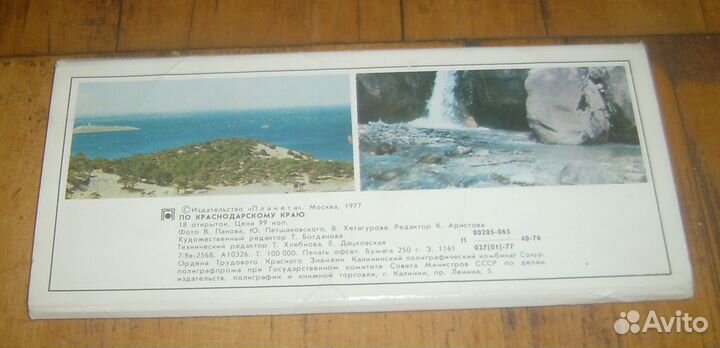 ©Издательство «Планета», Москва, 1977
ПО КРАСНОДАРСКОМУ КРАЮ
18 открыток. Цена 99 коп.
Фото В. Панова, Ю. Петшаковского, В. Хетагурова. Редактор К. Аристова
Художественный редактор Т. Богданова
Технический редактор Т. Хлебнова, Е. Дацковская
7.8к-2568. А10326. Т. 100 000. Печать офсет. Бумага 250 г. З. 1161
80205-065
П 40-76
027(01)-77
Ордена Трудового Красного Знамени Калининский полиграфический комбинат Союз-
полиграфпрома при Государственном комитете Совета Министров СССР по делам
издательств, полиграфии и книжной торговли, г. Калинин, пр. Ленина, 5.
Avito